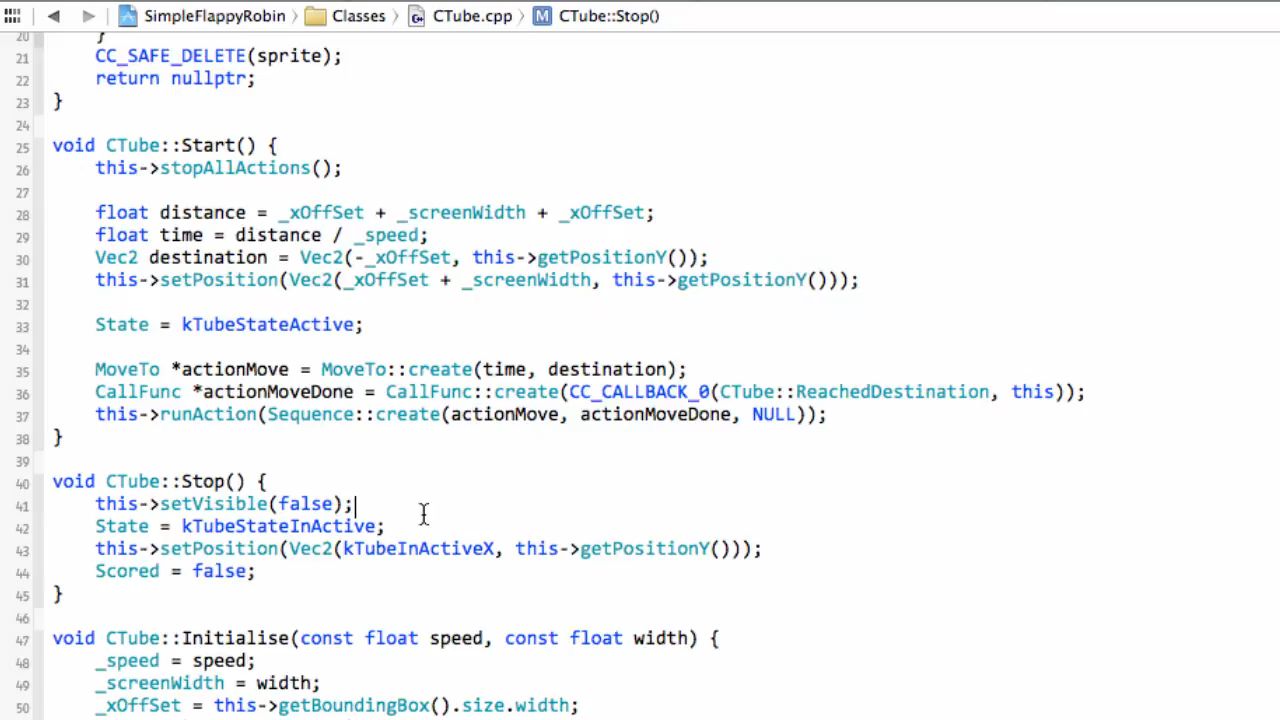 SimpleFlappyRobin Classes CTube.cpp M CTube::Stop()
20 }
21 CC_SAFE_DELETE(sprite);
22 return nullptr;
23 }
24
25 void CTube::Start() {
26 this->stopAllActions();
27
28 float distance = _xOffSet + _screenWidth + _xOffSet;
29 float time = distance / _speed;
30 Vec2 destination = Vec2(-_xOffSet, this->getPositionY());
31 this->setPosition(Vec2(_xOffSet + _screenWidth, this->getPositionY()));
32
33 State = kTubeStateActive;
34
35 MoveTo *actionMove = MoveTo::create(time, destination);
36 CallFunc *actionMoveDone = CallFunc::create(CC_CALLBACK_0(CTube::ReachedDestination, this));
37 this->runAction(Sequence::create(actionMove, actionMoveDone, NULL));
38 }
39
40 void CTube::Stop() {
41 this->setVisible(false);
42 State = kTubeStateInActive;
43 this->setPosition(Vec2(kTubeInActiveX, this->getPositionY()));
44 Scored = false;
45 }
46
47 void CTube::Initialise(const float speed, const float width) {
48 _speed = speed;
49 _screenWidth = width;
50 _xOffSet = this->getBoundingBox().size.width;